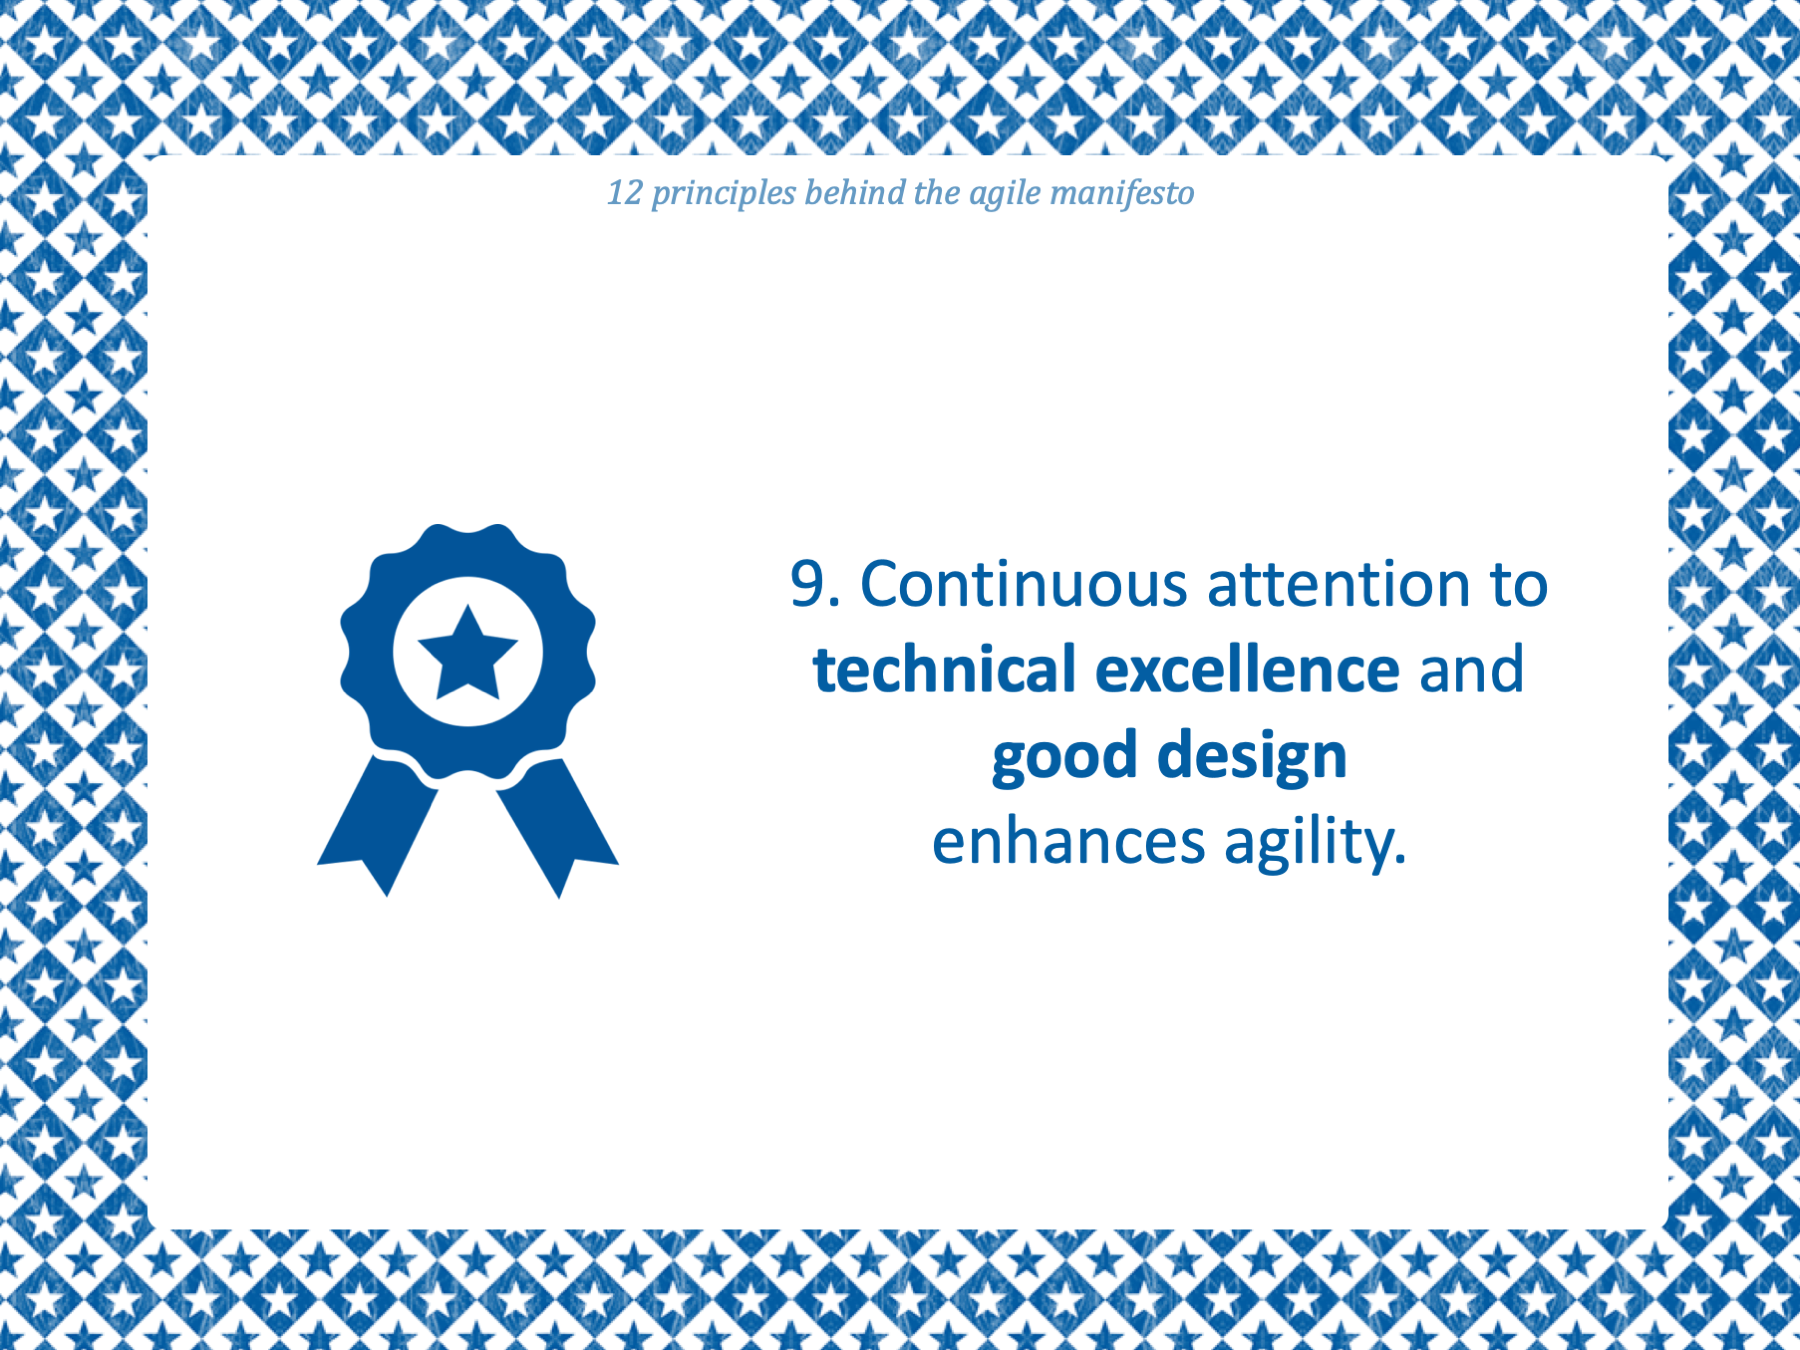 12 principles behind the agile manifesto
9. Continuous attention to
technical excellence and
good design
enhances agility.